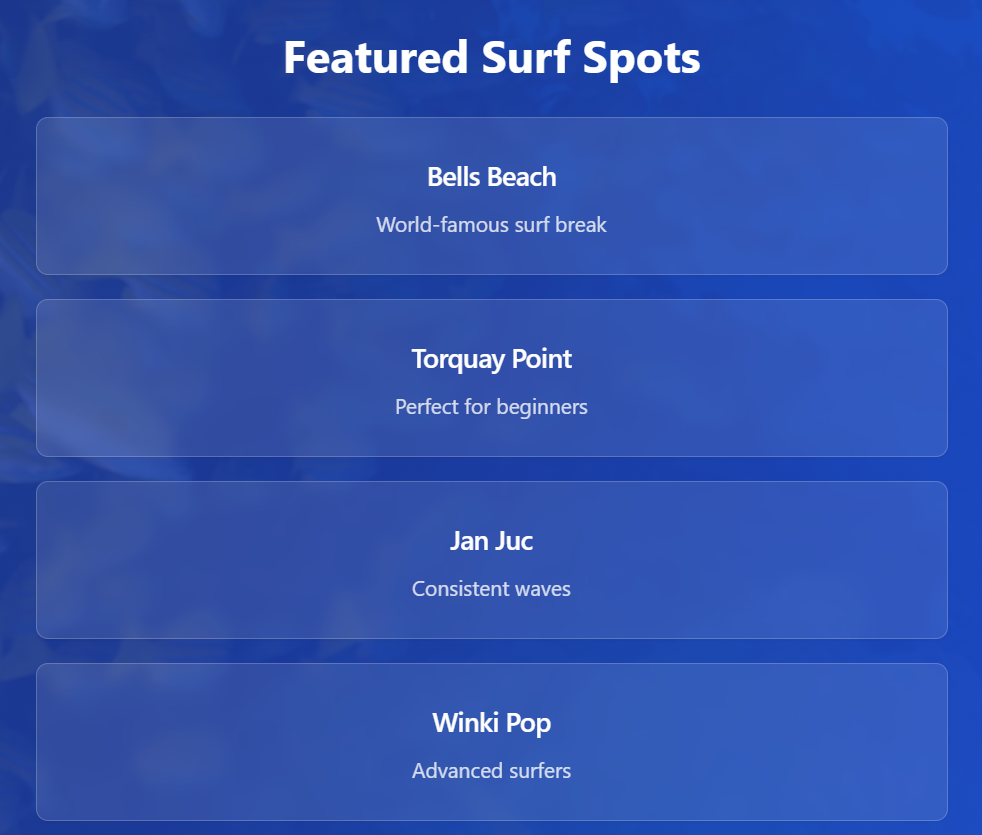 Featured Surf Spots
Bells Beach
World-famous surf break
Torquay Point
Perfect for beginners
Jan Juc
Consistent waves
Winki Pop
Advanced surfers